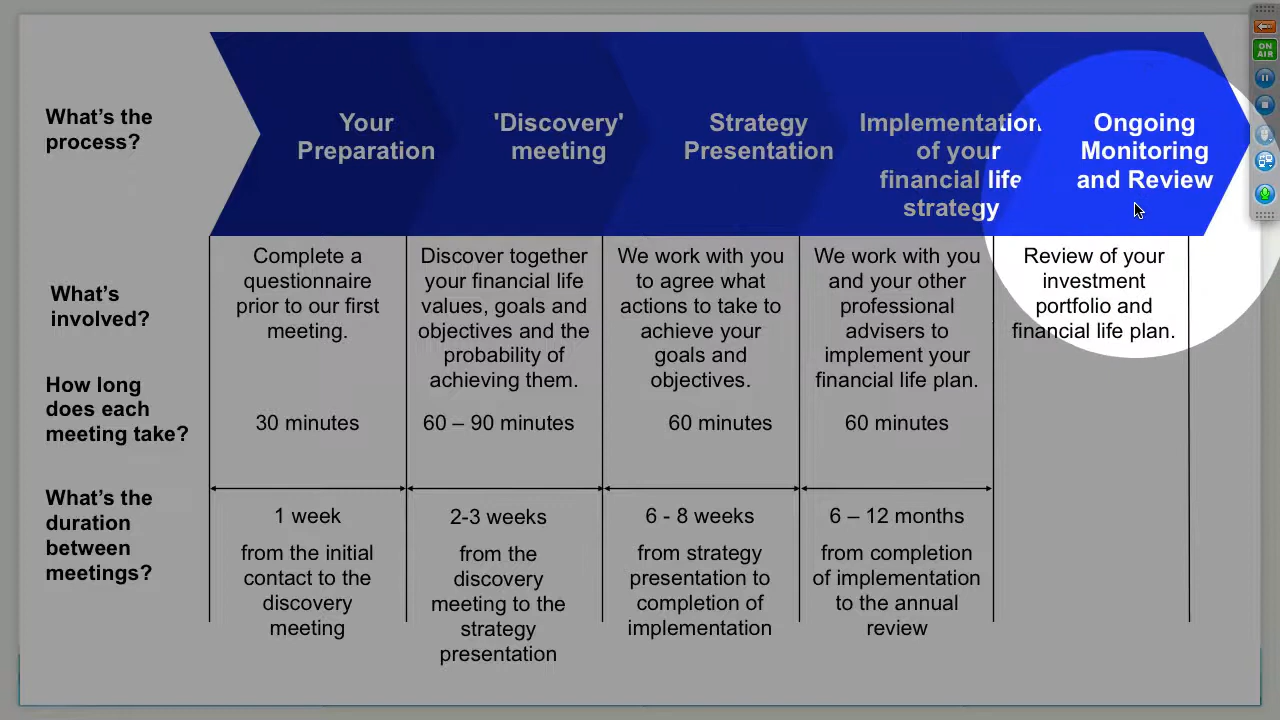 What's the
process?
Your
Preparation
'Discovery'
meeting
Strategy
Presentation
Implementation
of your
financial life
strategy
Ongoing
Monitoring
and Review
What's
involved?
Complete a
questionnaire
prior to our first
meeting.
Discover together
your financial life
values, goals and
objectives and the
probability of
achieving them.
We work with you
to agree what
actions to take to
achieve your
goals and
objectives.
We work with you
and your other
professional
advisers to
implement your
financial life plan.
Review of your
investment
portfolio and
financial life plan.
How long
does each
meeting take?
30 minutes
60 – 90 minutes
60 minutes
60 minutes
What's the
duration
between
meetings?
1 week
from the initial
contact to the
discovery
meeting
2-3 weeks
from the
discovery
meeting to the
strategy
presentation
6 - 8 weeks
from strategy
presentation to
completion of
implementation
6 – 12 months
from completion
of implementation
to the annual
review
ON
AIR